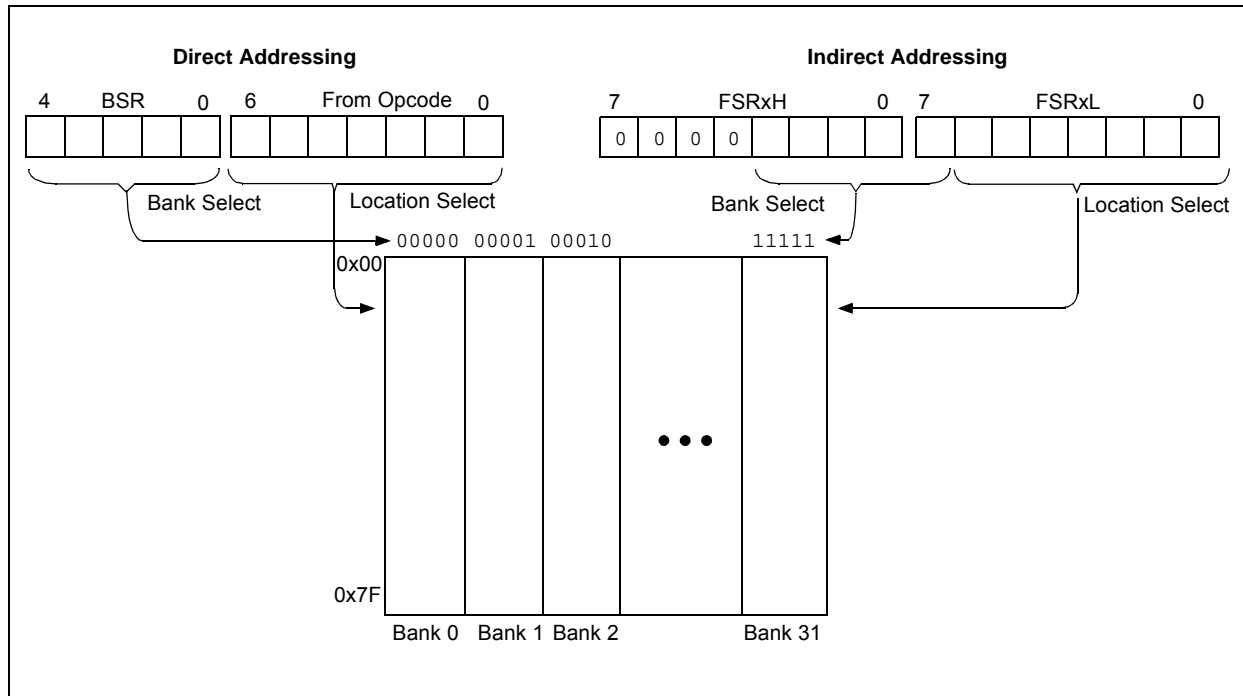 Direct Addressing
Indirect Addressing
4 BSR 0 6 From Opcode 0
7 FSRxH 0 7 FSRxL 0
0 0 0 0
Bank Select
Location Select
Bank Select
Location Select
00000 00001 00010 11111
0x00
0x7F
Bank 0 Bank 1 Bank 2 Bank 31